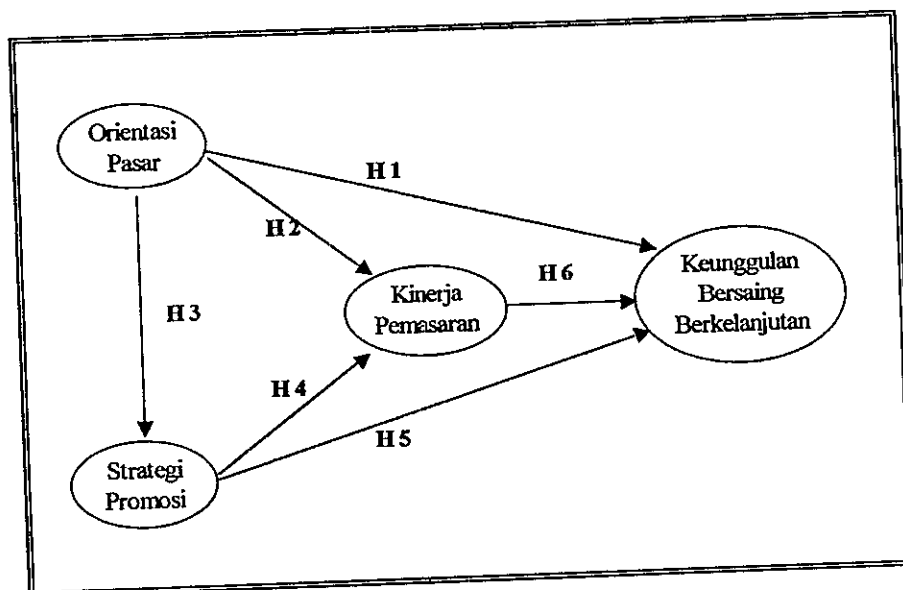 Orientasi
Pasar
H 1
H 2
Keunggulan
Bersaing
Berkelanjutan
H 6
Kinerja
Pemasaran
H 3
H 4
H 5
Strategi
Promosi